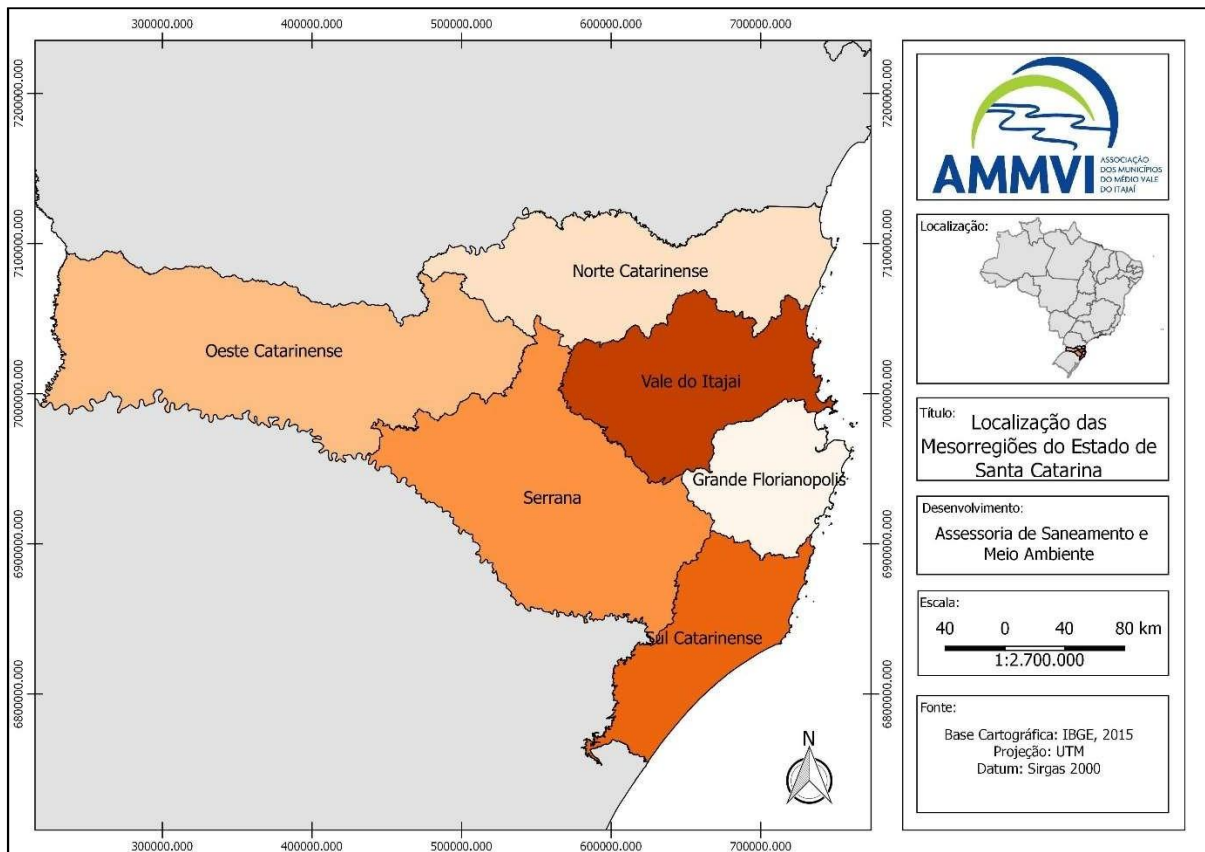 300000.000 400000.000 500000.000 600000.000 700000.000
7200000.000
7100000.000
7000000.000
6900000.000
6800000.000
Norte Catarinense
Oeste Catarinense
Vale do Itajai
Grande Florianopolis
Serrana
Sul Catarinense
N
7200000.000
7100000.000
7000000.000
6900000.000
6800000.000
300000.000 400000.000 500000.000 600000.000 700000.000
AMMVI
ASSOCIAÇÃO
DOS MUNICÍPIOS
DO MÉDIO VALE
DO ITAJAÍ
Localização:
Título:
Localização das
Mesorregiões do Estado de
Santa Catarina
Desenvolvimento:
Assessoria de Saneamento e
Meio Ambiente
Escala:
40 0 40 80 km
1:2.700.000
Fonte:
Base Cartográfica: IBGE, 2015
Projeção: UTM
Datum: Sirgas 2000